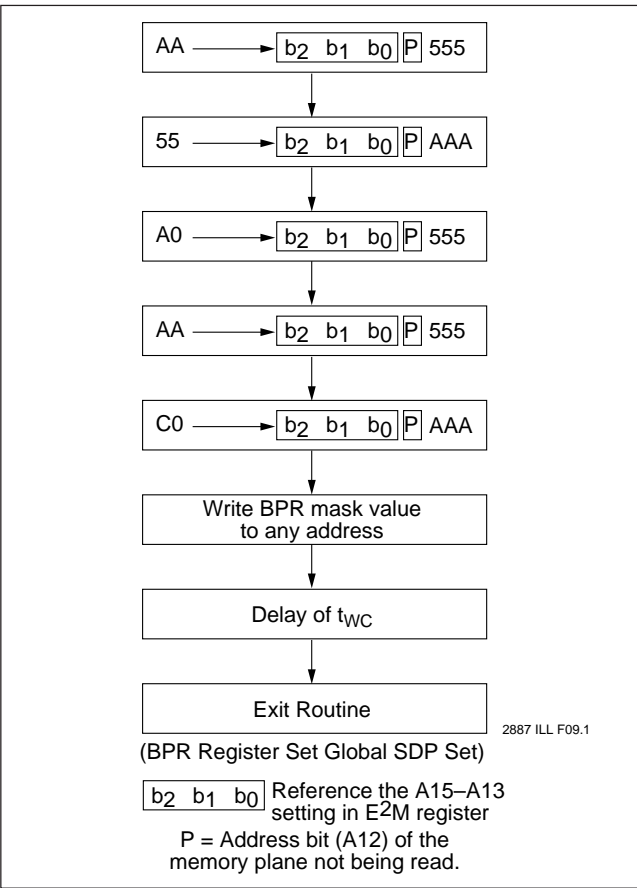 AA b2 b1 b0 P 555
55 b2 b1 b0 P AAA
A0 b2 b1 b0 P 555
AA b2 b1 b0 P 555
C0 b2 b1 b0 P AAA
Write BPR mask value
to any address
Delay of tWC
Exit Routine
2887 ILL F09.1
(BPR Register Set Global SDP Set)
b2 b1 b0 Reference the A15–A13
setting in E2M register
P = Address bit (A12) of the
memory plane not being read.